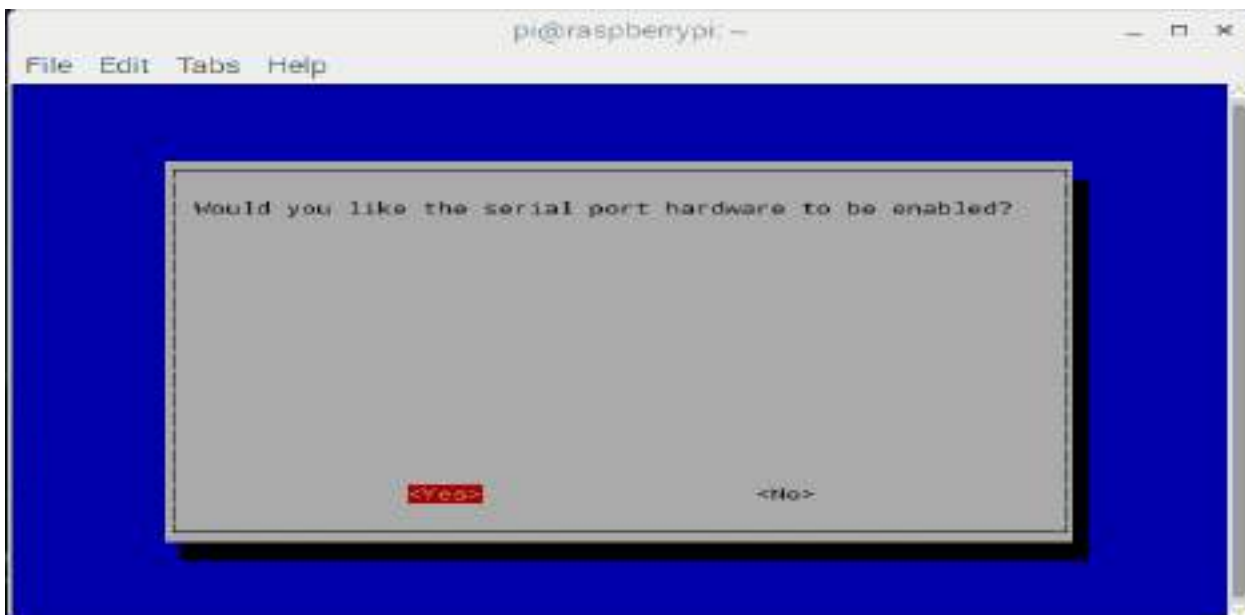 pi@raspberrypi: ~
File Edit Tabs Help
Would you like the serial port hardware to be enabled?
<Yes> <No>